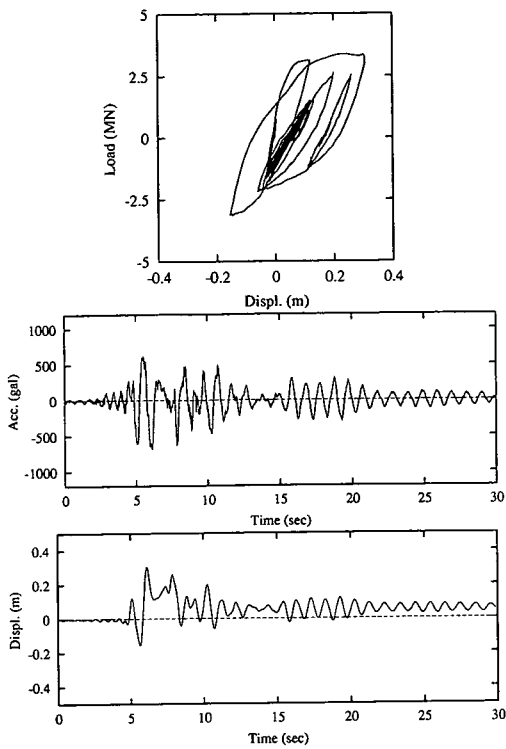 5
2.5
0
-2.5
-5
Load (MN)
-0.4 -0.2 0 0.2 0.4
Displ. (m)
1000
500
0
-500
-1000
Acc. (gal)
0 5 10 15 20 25 30
Time (sec)
0.4
0.2
0
-0.2
-0.4
Displ. (m)
0 5 10 15 20 25 30
Time (sec)